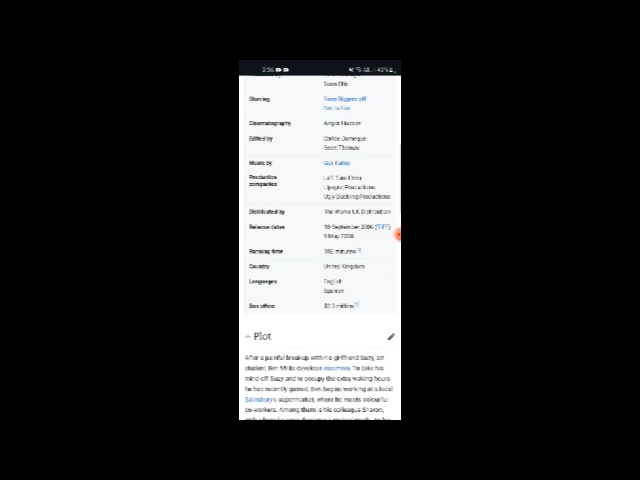 2:36
42%
Sean Ellis
Starring Sean Biggerstaff
Emilia Fox
Cinematography Angus Hudson
Edited by Carlos Domeque
Scott Thomas
Music by Guy Farley
Production companies Left Turn Films
Lipsync Productions
Ugly Duckling Productions
Distributed by The Works UK Distribution
Release dates 10 September 2006 (TIFF)
9 May 2008
Running time 102 minutes
Country United Kingdom
Languages English
Spanish
Box office
Plot
After a painful breakup with his girlfriend Suzy, art
student Ben Willis develops insomnia. To take his
mind off Suzy and to occupy the extra waking hours
he has recently gained, Ben begins working at a local
Sainsbury's supermarket, where he meets colourful
co-workers. Among them is his colleague Sharon,